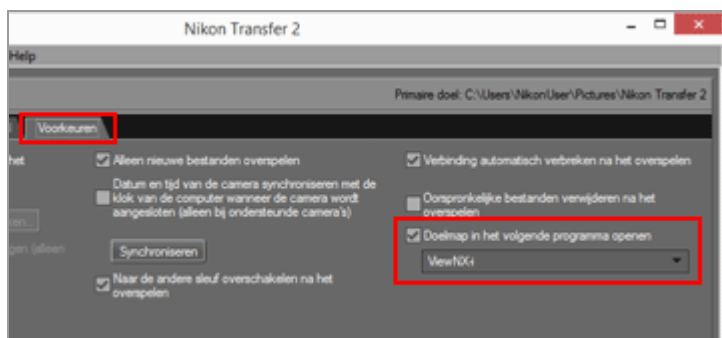 Nikon Transfer 2
Help
Primaire doel: C:\Users\NikonUser\Pictures\Nikon Transfer 2
Voorkeuren
het
Alleen nieuwe bestanden overspelen
Verbinding automatisch verbreken na het overspelen
Datum en tijd van de camera synchroniseren met de
klok van de computer wanneer de camera wordt
aangesloten (alleen bij ondersteunde camera's)
Oorspronkelijke bestanden verwijderen na het
overspelen
en...
gen (alleen
Synchroniseren
Doelmap in het volgende programma openen
ViewNX-i
Naar de andere sleuf overschakelen na het
overspelen